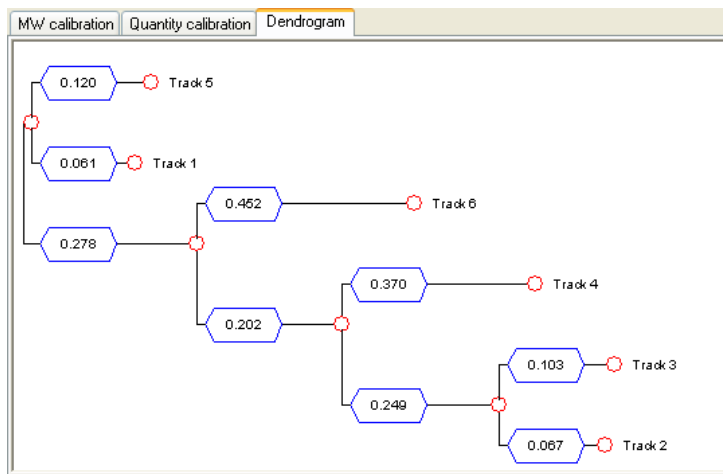 MW calibration Quantity calibration Dendrogram
0.120 Track 5
0.061 Track 1
0.452 Track 6
0.278
0.370 Track 4
0.202
0.103 Track 3
0.249
0.067 Track 2